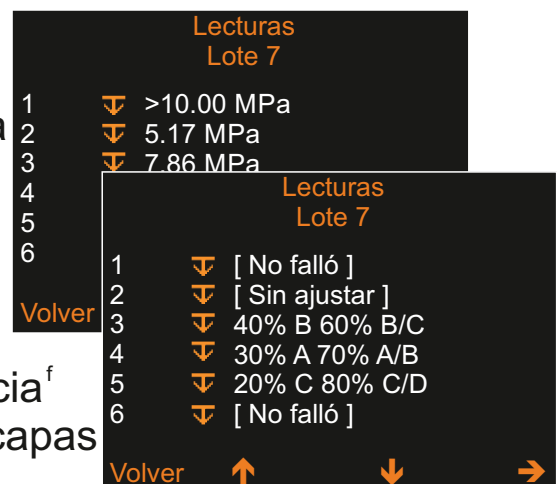 Lecturas
Lote 7
1 >10.00 MPa
2 5.17 MPa
3 7.86 MPa
4
5
6
Volver
Lecturas
Lote 7
1 [ No falló ]
2 [ Sin ajustar ]
3 40% B 60% B/C
4 30% A 70% A/B
5 20% C 80% C/D
6 [ No falló ]
Volver
a
cia f
capas